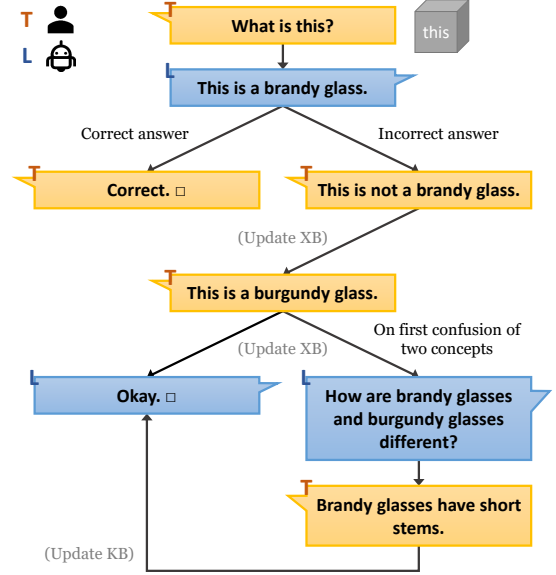 T
L
this
T
What is this?
L
This is a brandy glass.
Correct answer
Incorrect answer
T
Correct. □
T
This is not a brandy glass.
(Update XB)
T
This is a burgundy glass.
(Update XB)
On first confusion of
two concepts
L
Okay. □
L
How are brandy glasses
and burgundy glasses
different?
T
Brandy glasses have short
stems.
(Update KB)